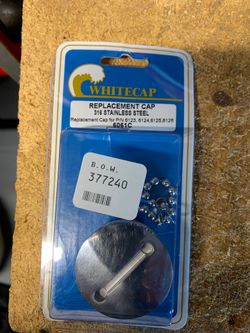 WHITECAP
REPLACEMENT CAP
316 STAINLESS STEEL
Replacement Cap for P/N 6123, 6124, 6125, 6126
6061C
B.O.W.
377240